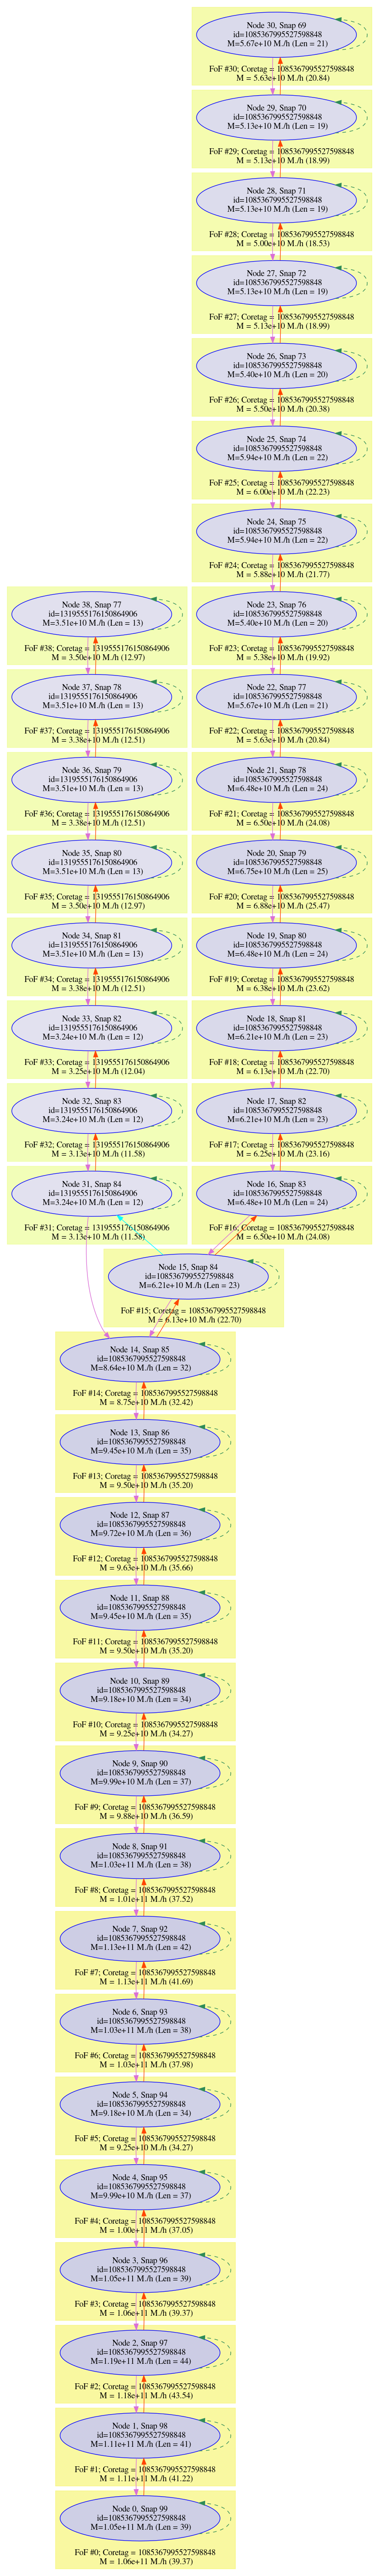 Node 30, Snap 69
id=1085367995527598848
M=5.67e+10 M./h (Len = 21)
FoF #30; Coretag = 1085367995527598848
M = 5.63e+10 M./h (20.84)
Node 29, Snap 70
id=1085367995527598848
M=5.13e+10 M./h (Len = 19)
FoF #29; Coretag = 1085367995527598848
M = 5.13e+10 M./h (18.99)
Node 28, Snap 71
id=1085367995527598848
M=5.13e+10 M./h (Len = 19)
FoF #28; Coretag = 1085367995527598848
M = 5.00e+10 M./h (18.53)
Node 27, Snap 72
id=1085367995527598848
M=5.13e+10 M./h (Len = 19)
FoF #27; Coretag = 1085367995527598848
M = 5.13e+10 M./h (18.99)
Node 26, Snap 73
id=1085367995527598848
M=5.40e+10 M./h (Len = 20)
FoF #26; Coretag = 1085367995527598848
M = 5.50e+10 M./h (20.38)
Node 25, Snap 74
id=1085367995527598848
M=5.94e+10 M./h (Len = 22)
FoF #25; Coretag = 1085367995527598848
M = 6.00e+10 M./h (22.23)
Node 24, Snap 75
id=1085367995527598848
M=5.94e+10 M./h (Len = 22)
FoF #24; Coretag = 1085367995527598848
M = 5.88e+10 M./h (21.77)
Node 23, Snap 76
id=1085367995527598848
M=5.40e+10 M./h (Len = 20)
FoF #23; Coretag = 1085367995527598848
M = 5.38e+10 M./h (19.92)
Node 22, Snap 77
id=1085367995527598848
M=5.67e+10 M./h (Len = 21)
FoF #22; Coretag = 1085367995527598848
M = 5.63e+10 M./h (20.84)
Node 21, Snap 78
id=1085367995527598848
M=6.48e+10 M./h (Len = 24)
FoF #21; Coretag = 1085367995527598848
M = 6.50e+10 M./h (24.08)
Node 20, Snap 79
id=1085367995527598848
M=6.75e+10 M./h (Len = 25)
FoF #20; Coretag = 1085367995527598848
M = 6.88e+10 M./h (25.47)
Node 19, Snap 80
id=1085367995527598848
M=6.48e+10 M./h (Len = 24)
FoF #19; Coretag = 1085367995527598848
M = 6.38e+10 M./h (23.62)
Node 18, Snap 81
id=1085367995527598848
M=6.21e+10 M./h (Len = 23)
FoF #18; Coretag = 1085367995527598848
M = 6.13e+10 M./h (22.70)
Node 17, Snap 82
id=1085367995527598848
M=6.21e+10 M./h (Len = 23)
FoF #17; Coretag = 1085367995527598848
M = 6.25e+10 M./h (23.16)
Node 16, Snap 83
id=1085367995527598848
M=6.48e+10 M./h (Len = 24)
FoF #16; Coretag = 1085367995527598848
M = 6.50e+10 M./h (24.08)
Node 38, Snap 77
id=1319555176150864906
M=3.51e+10 M./h (Len = 13)
FoF #38; Coretag = 1319555176150864906
M = 3.50e+10 M./h (12.97)
Node 37, Snap 78
id=1319555176150864906
M=3.51e+10 M./h (Len = 13)
FoF #37; Coretag = 1319555176150864906
M = 3.38e+10 M./h (12.51)
Node 36, Snap 79
id=1319555176150864906
M=3.51e+10 M./h (Len = 13)
FoF #36; Coretag = 1319555176150864906
M = 3.38e+10 M./h (12.51)
Node 35, Snap 80
id=1319555176150864906
M=3.51e+10 M./h (Len = 13)
FoF #35; Coretag = 1319555176150864906
M = 3.50e+10 M./h (12.97)
Node 34, Snap 81
id=1319555176150864906
M=3.51e+10 M./h (Len = 13)
FoF #34; Coretag = 1319555176150864906
M = 3.38e+10 M./h (12.51)
Node 33, Snap 82
id=1319555176150864906
M=3.24e+10 M./h (Len = 12)
FoF #33; Coretag = 1319555176150864906
M = 3.25e+10 M./h (12.04)
Node 32, Snap 83
id=1319555176150864906
M=3.24e+10 M./h (Len = 12)
FoF #32; Coretag = 1319555176150864906
M = 3.13e+10 M./h (11.58)
Node 31, Snap 84
id=1319555176150864906
M=3.24e+10 M./h (Len = 12)
FoF #31; Coretag = 1319555176150864906
M = 3.13e+10 M./h (11.58)
Node 15, Snap 84
id=1085367995527598848
M=6.21e+10 M./h (Len = 23)
FoF #15; Coretag = 1085367995527598848
M = 6.13e+10 M./h (22.70)
Node 14, Snap 85
id=1085367995527598848
M=8.64e+10 M./h (Len = 32)
FoF #14; Coretag = 1085367995527598848
M = 8.75e+10 M./h (32.42)
Node 13, Snap 86
id=1085367995527598848
M=9.45e+10 M./h (Len = 35)
FoF #13; Coretag = 1085367995527598848
M = 9.50e+10 M./h (35.20)
Node 12, Snap 87
id=1085367995527598848
M=9.72e+10 M./h (Len = 36)
FoF #12; Coretag = 1085367995527598848
M = 9.63e+10 M./h (35.66)
Node 11, Snap 88
id=1085367995527598848
M=9.45e+10 M./h (Len = 35)
FoF #11; Coretag = 1085367995527598848
M = 9.50e+10 M./h (35.20)
Node 10, Snap 89
id=1085367995527598848
M=9.18e+10 M./h (Len = 34)
FoF #10; Coretag = 1085367995527598848
M = 9.25e+10 M./h (34.27)
Node 9, Snap 90
id=1085367995527598848
M=9.99e+10 M./h (Len = 37)
FoF #9; Coretag = 1085367995527598848
M = 9.88e+10 M./h (36.59)
Node 8, Snap 91
id=1085367995527598848
M=1.03e+11 M./h (Len = 38)
FoF #8; Coretag = 1085367995527598848
M = 1.01e+11 M./h (37.52)
Node 7, Snap 92
id=1085367995527598848
M=1.13e+11 M./h (Len = 42)
FoF #7; Coretag = 1085367995527598848
M = 1.13e+11 M./h (41.69)
Node 6, Snap 93
id=1085367995527598848
M=1.03e+11 M./h (Len = 38)
FoF #6; Coretag = 1085367995527598848
M = 1.03e+11 M./h (37.98)
Node 5, Snap 94
id=1085367995527598848
M=9.18e+10 M./h (Len = 34)
FoF #5; Coretag = 1085367995527598848
M = 9.25e+10 M./h (34.27)
Node 4, Snap 95
id=1085367995527598848
M=9.99e+10 M./h (Len = 37)
FoF #4; Coretag = 1085367995527598848
M = 1.00e+11 M./h (37.05)
Node 3, Snap 96
id=1085367995527598848
M=1.05e+11 M./h (Len = 39)
FoF #3; Coretag = 1085367995527598848
M = 1.06e+11 M./h (39.37)
Node 2, Snap 97
id=1085367995527598848
M=1.19e+11 M./h (Len = 44)
FoF #2; Coretag = 1085367995527598848
M = 1.18e+11 M./h (43.54)
Node 1, Snap 98
id=1085367995527598848
M=1.11e+11 M./h (Len = 41)
FoF #1; Coretag = 1085367995527598848
M = 1.11e+11 M./h (41.22)
Node 0, Snap 99
id=1085367995527598848
M=1.05e+11 M./h (Len = 39)
FoF #0; Coretag = 1085367995527598848
M = 1.06e+11 M./h (39.37)